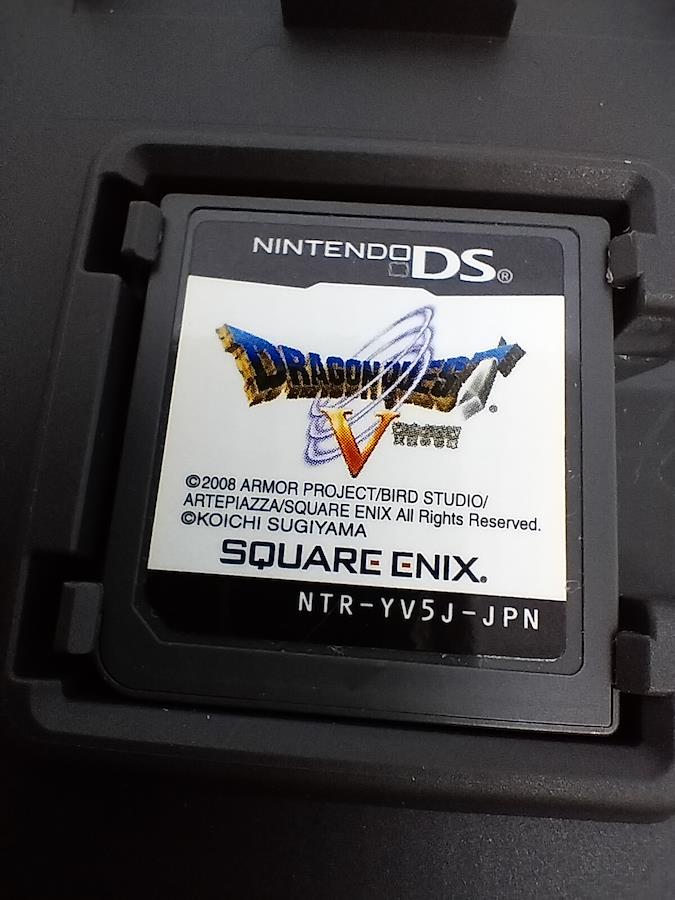 NINTENDO DS®
DRAGON QUEST
V
©2008 ARMOR PROJECT/BIRD STUDIO/
ARTEPIAZZA/SQUARE ENIX All Rights Reserved.
©KOICHI SUGIYAMA
SQUARE ENIX.
NTR-YV5J-JPN